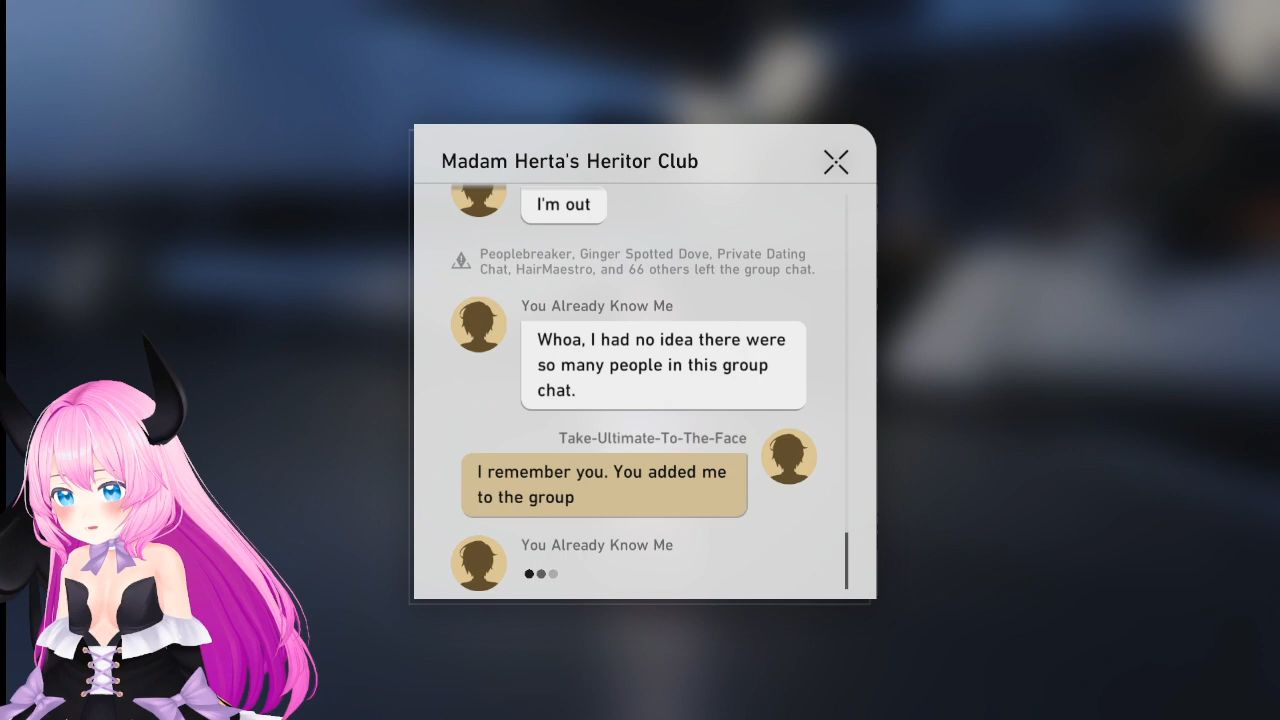 Madam Herta's Heritor Club
I'm out
Peoplebreaker, Ginger Spotted Dove, Private Dating
Chat, HairMaestro, and 66 others left the group chat.
You Already Know Me
Whoa, I had no idea there were
so many people in this group
chat.
Take-Ultimate-To-The-Face
I remember you. You added me
to the group
You Already Know Me